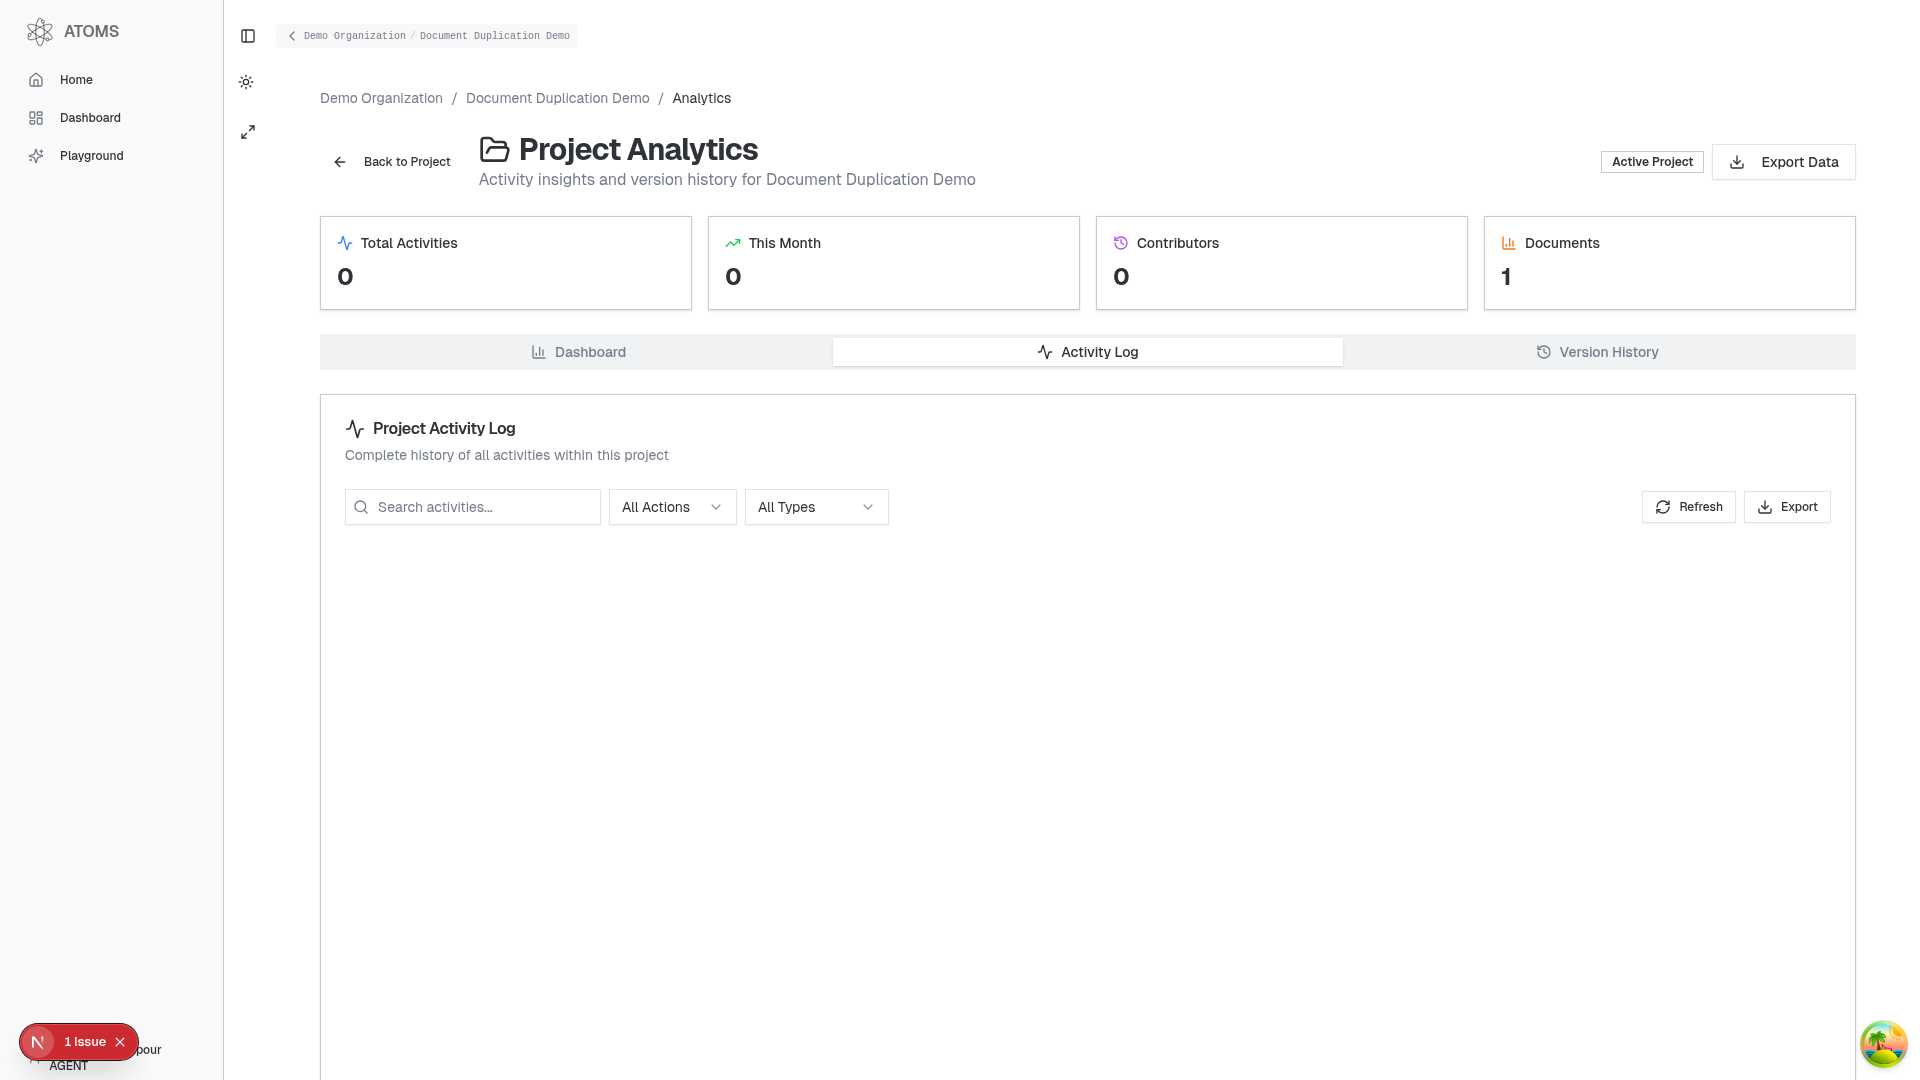 ATOMS
Home
Dashboard
Playground
Demo Organization / Document Duplication Demo
Demo Organization / Document Duplication Demo / Analytics
Back to Project
Project Analytics
Activity insights and version history for Document Duplication Demo
Active Project
Export Data
Total Activities
0
This Month
0
Contributors
0
Documents
1
Dashboard
Activity Log
Version History
Project Activity Log
Complete history of all activities within this project
Search activities...
All Actions
All Types
Refresh
Export
N
1 Issue
pour
AGENT